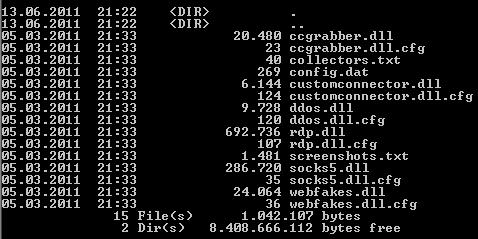 13.06.2011  21:22    <DIR>          .
13.06.2011  21:22    <DIR>          ..
05.03.2011  21:33            20.480 ccgrabber.dll
05.03.2011  21:33                23 ccgrabber.dll.cfg
05.03.2011  21:33                40 collectors.txt
05.03.2011  21:33               269 config.dat
05.03.2011  21:33             6.144 customconnector.dll
05.03.2011  21:33               124 customconnector.dll.cfg
05.03.2011  21:33             9.728 ddos.dll
05.03.2011  21:33               120 ddos.dll.cfg
05.03.2011  21:33           692.736 rdp.dll
05.03.2011  21:33               107 rdp.dll.cfg
05.03.2011  21:33             1.481 screenshots.txt
05.03.2011  21:33           286.720 socks5.dll
05.03.2011  21:33                35 socks5.dll.cfg
05.03.2011  21:33            24.064 webfakes.dll
05.03.2011  21:33                36 webfakes.dll.cfg
15 File(s)      1.042.107 bytes
2 Dir(s)   8.408.666.112 bytes free